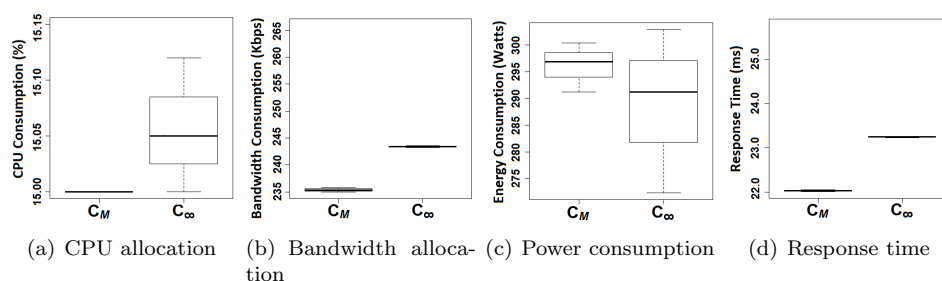 CPU Consumption (%)
15.15
15.10
15.05
15.00
C_M
C_∞
(a) CPU allocation
Bandwidth Consumption (Kbps)
265
260
255
250
245
240
235
C_M
C_∞
(b) Bandwidth alloca-
tion
Energy Consumption (Watts)
300
295
290
285
280
275
C_M
C_∞
(c) Power consumption
Response Time (ms)
25.0
24.0
23.0
22.0
C_M
C_∞
(d) Response time